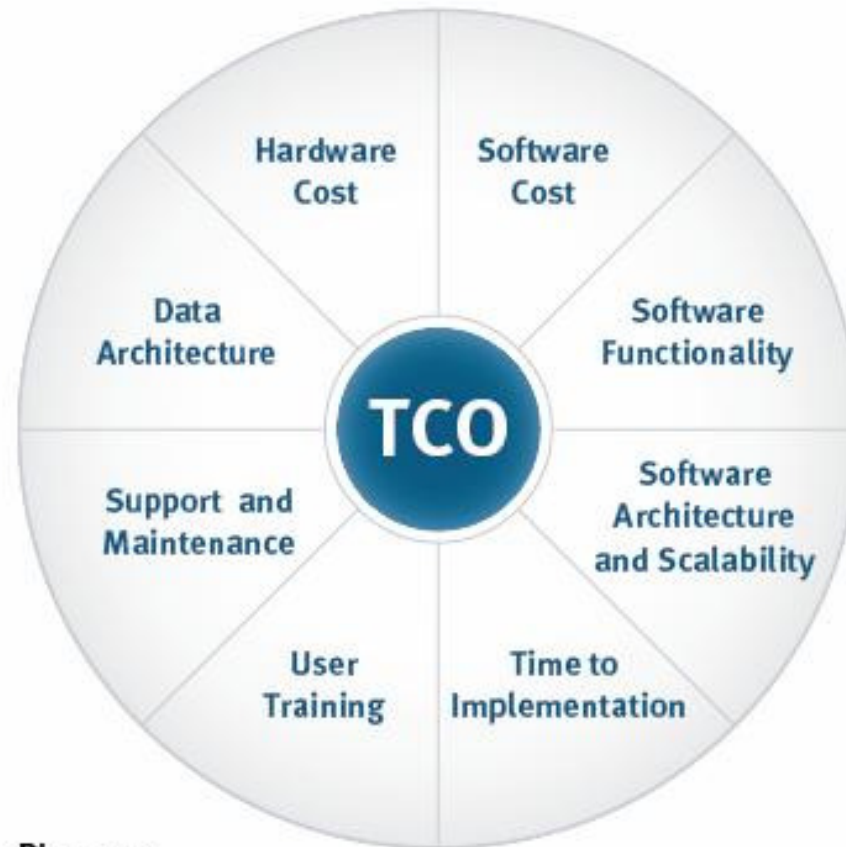 Hardware
Cost
Software
Cost
Data
Architecture
Software
Functionality
TCO
Support and
Maintenance
Software
Architecture
and Scalability
User
Training
Time to
Implementation